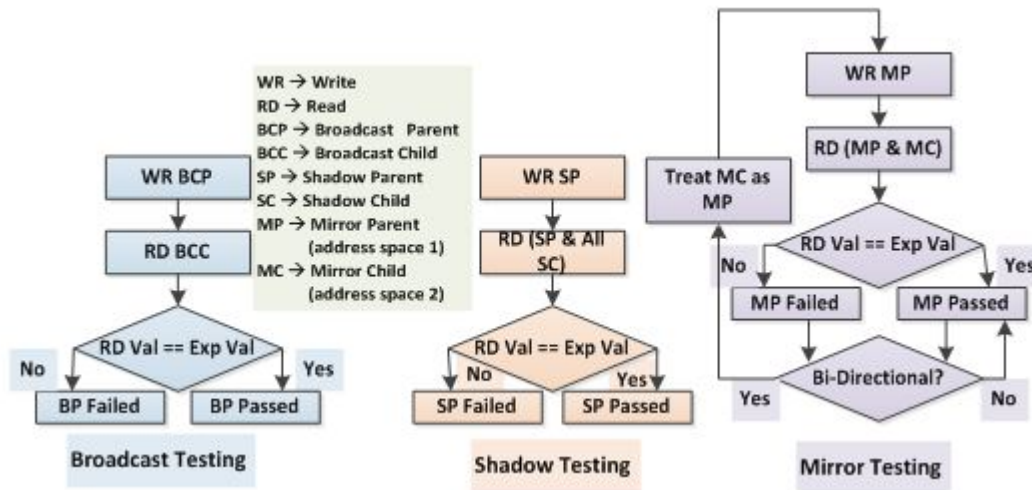 WR → Write
RD → Read
BCP → Broadcast Parent
BCC → Broadcast Child
SP → Shadow Parent
SC → Shadow Child
MP → Mirror Parent
(address space 1)
MC → Mirror Child
(address space 2)
WR BCP
RD BCC
RD Val == Exp Val
No
Yes
BP Failed
BP Passed
Broadcast Testing
WR SP
RD (SP & All
SC)
RD Val == Exp Val
No
Yes
SP Failed
SP Passed
Shadow Testing
WR MP
RD (MP & MC)
Treat MC as
MP
RD Val == Exp Val
No
Yes
MP Failed
MP Passed
Bi-Directional?
Yes
No
Mirror Testing